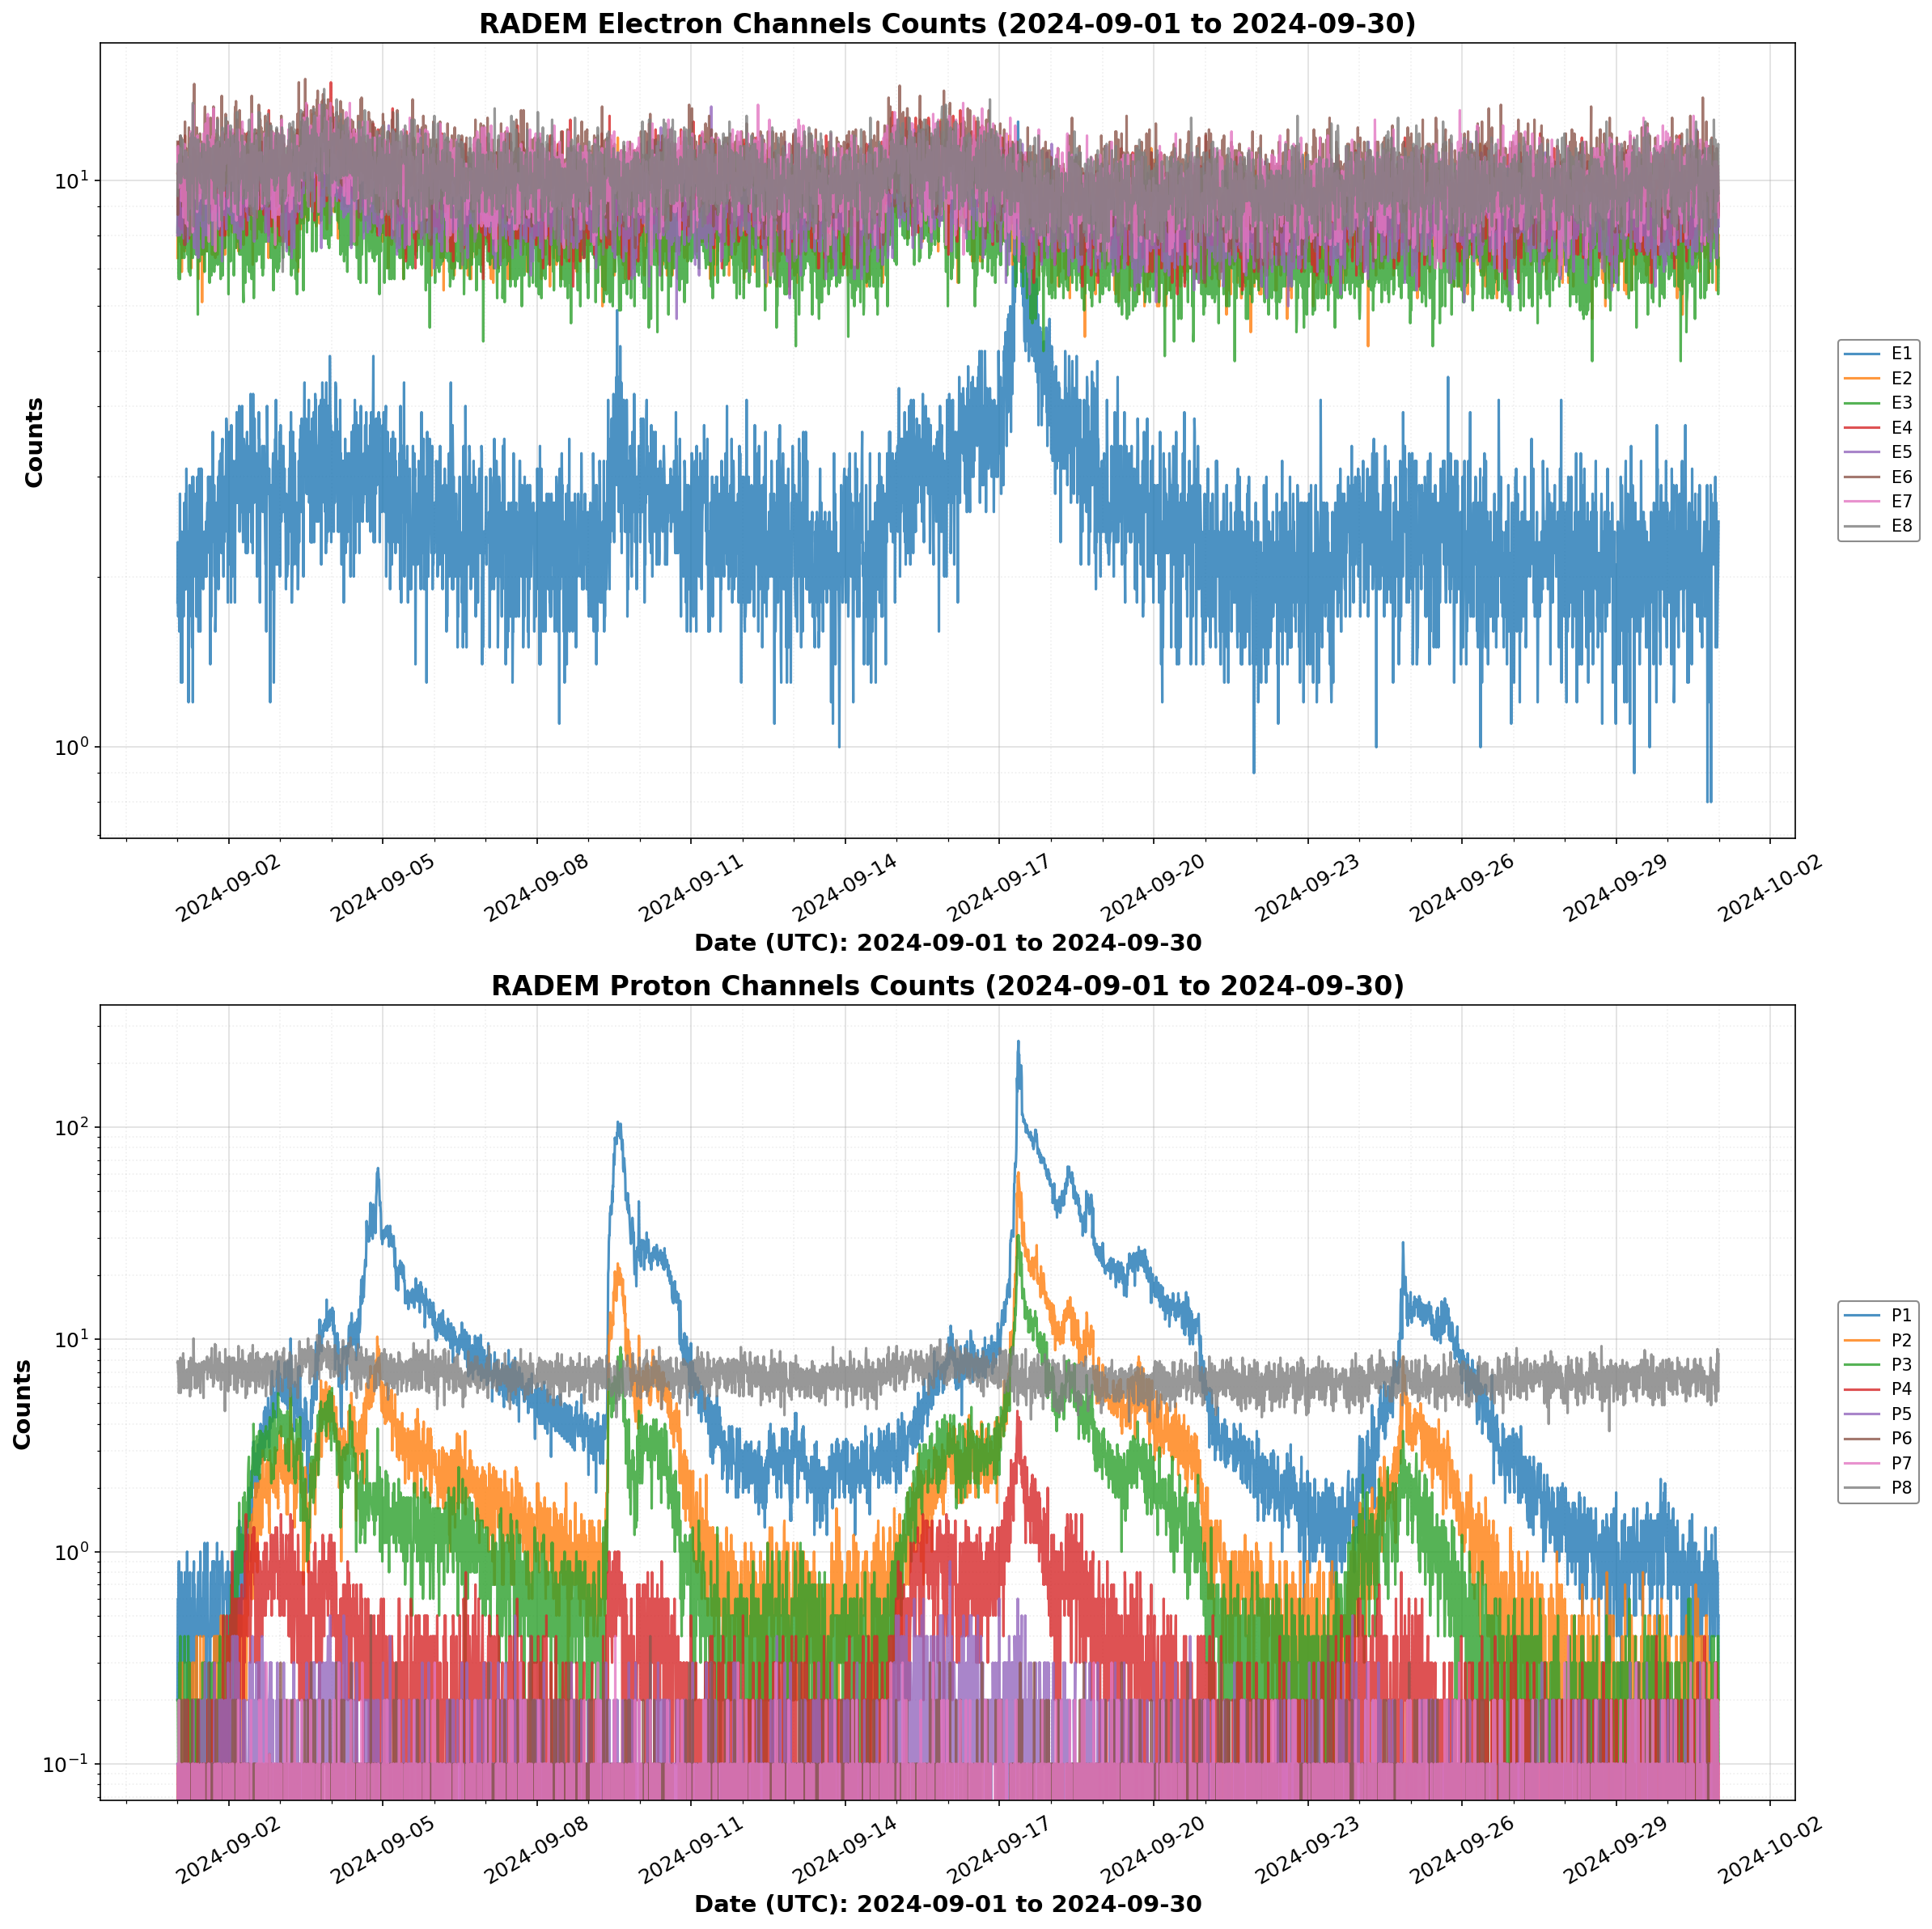 RADEM Electron Channels Counts (2024-09-01 to 2024-09-30)
Counts
10¹
10⁰
E1
E2
E3
E4
E5
E6
E7
E8
2024-09-02
2024-09-05
2024-09-08
2024-09-11
2024-09-14
2024-09-17
2024-09-20
2024-09-23
2024-09-26
2024-09-29
2024-10-02
Date (UTC): 2024-09-01 to 2024-09-30
RADEM Proton Channels Counts (2024-09-01 to 2024-09-30)
Counts
10²
10¹
10⁰
10⁻¹
P1
P2
P3
P4
P5
P6
P7
P8
2024-09-02
2024-09-05
2024-09-08
2024-09-11
2024-09-14
2024-09-17
2024-09-20
2024-09-23
2024-09-26
2024-09-29
2024-10-02
Date (UTC): 2024-09-01 to 2024-09-30